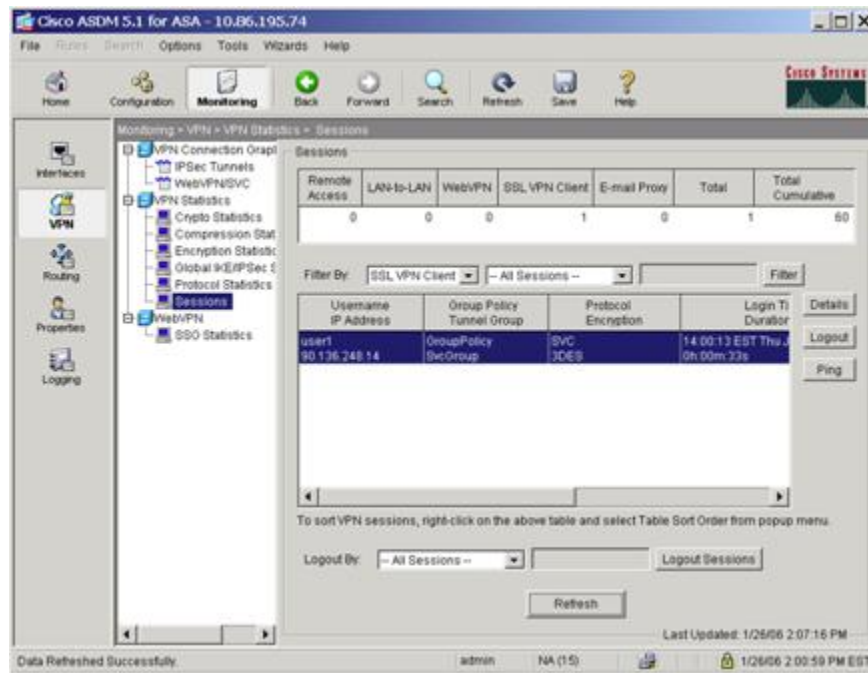 Cisco ASDM 5.1 for ASA - 10.86.195.74
File Rules Search Options Tools Wizards Help
Home Configuration Monitoring Back Forward Search Refresh Save Help
CISCO SYSTEMS
Monitoring > VPN > VPN Statistics > Sessions
Interfaces
VPN
Routing
Properties
Logging
VPN Connection Grapl
IPSec Tunnels
WebVPN/SVC
VPN Statistics
Crypto Statistics
Compression Stat
Encryption Statistic
Global IKE/IPSec S
Protocol Statistics
Sessions
WebVPN
SSO Statistics
Sessions
Remote Access LAN-to-LAN WebVPN SSL VPN Client E-mail Proxy Total Total Cumulative
0 0 0 1 0 1 60
Filter By: SSL VPN Client -- All Sessions -- Filter
Username Group Policy Protocol Login Ti
IP Address Tunnel Group Encryption Duration
user1 GroupPolicy SVC 14:00:13 EST Thu J
90.136.248.14 SvcGroup 3DES 0h:00m:33s
Details
Logout
Ping
To sort VPN sessions, right-click on the above table and select Table Sort Order from popup menu.
Logout By: -- All Sessions -- Logout Sessions
Refresh
Last Updated: 1/26/06 2:07:16 PM
Data Refreshed Successfully. admin NA (15) 1/26/06 2:00:59 PM EST